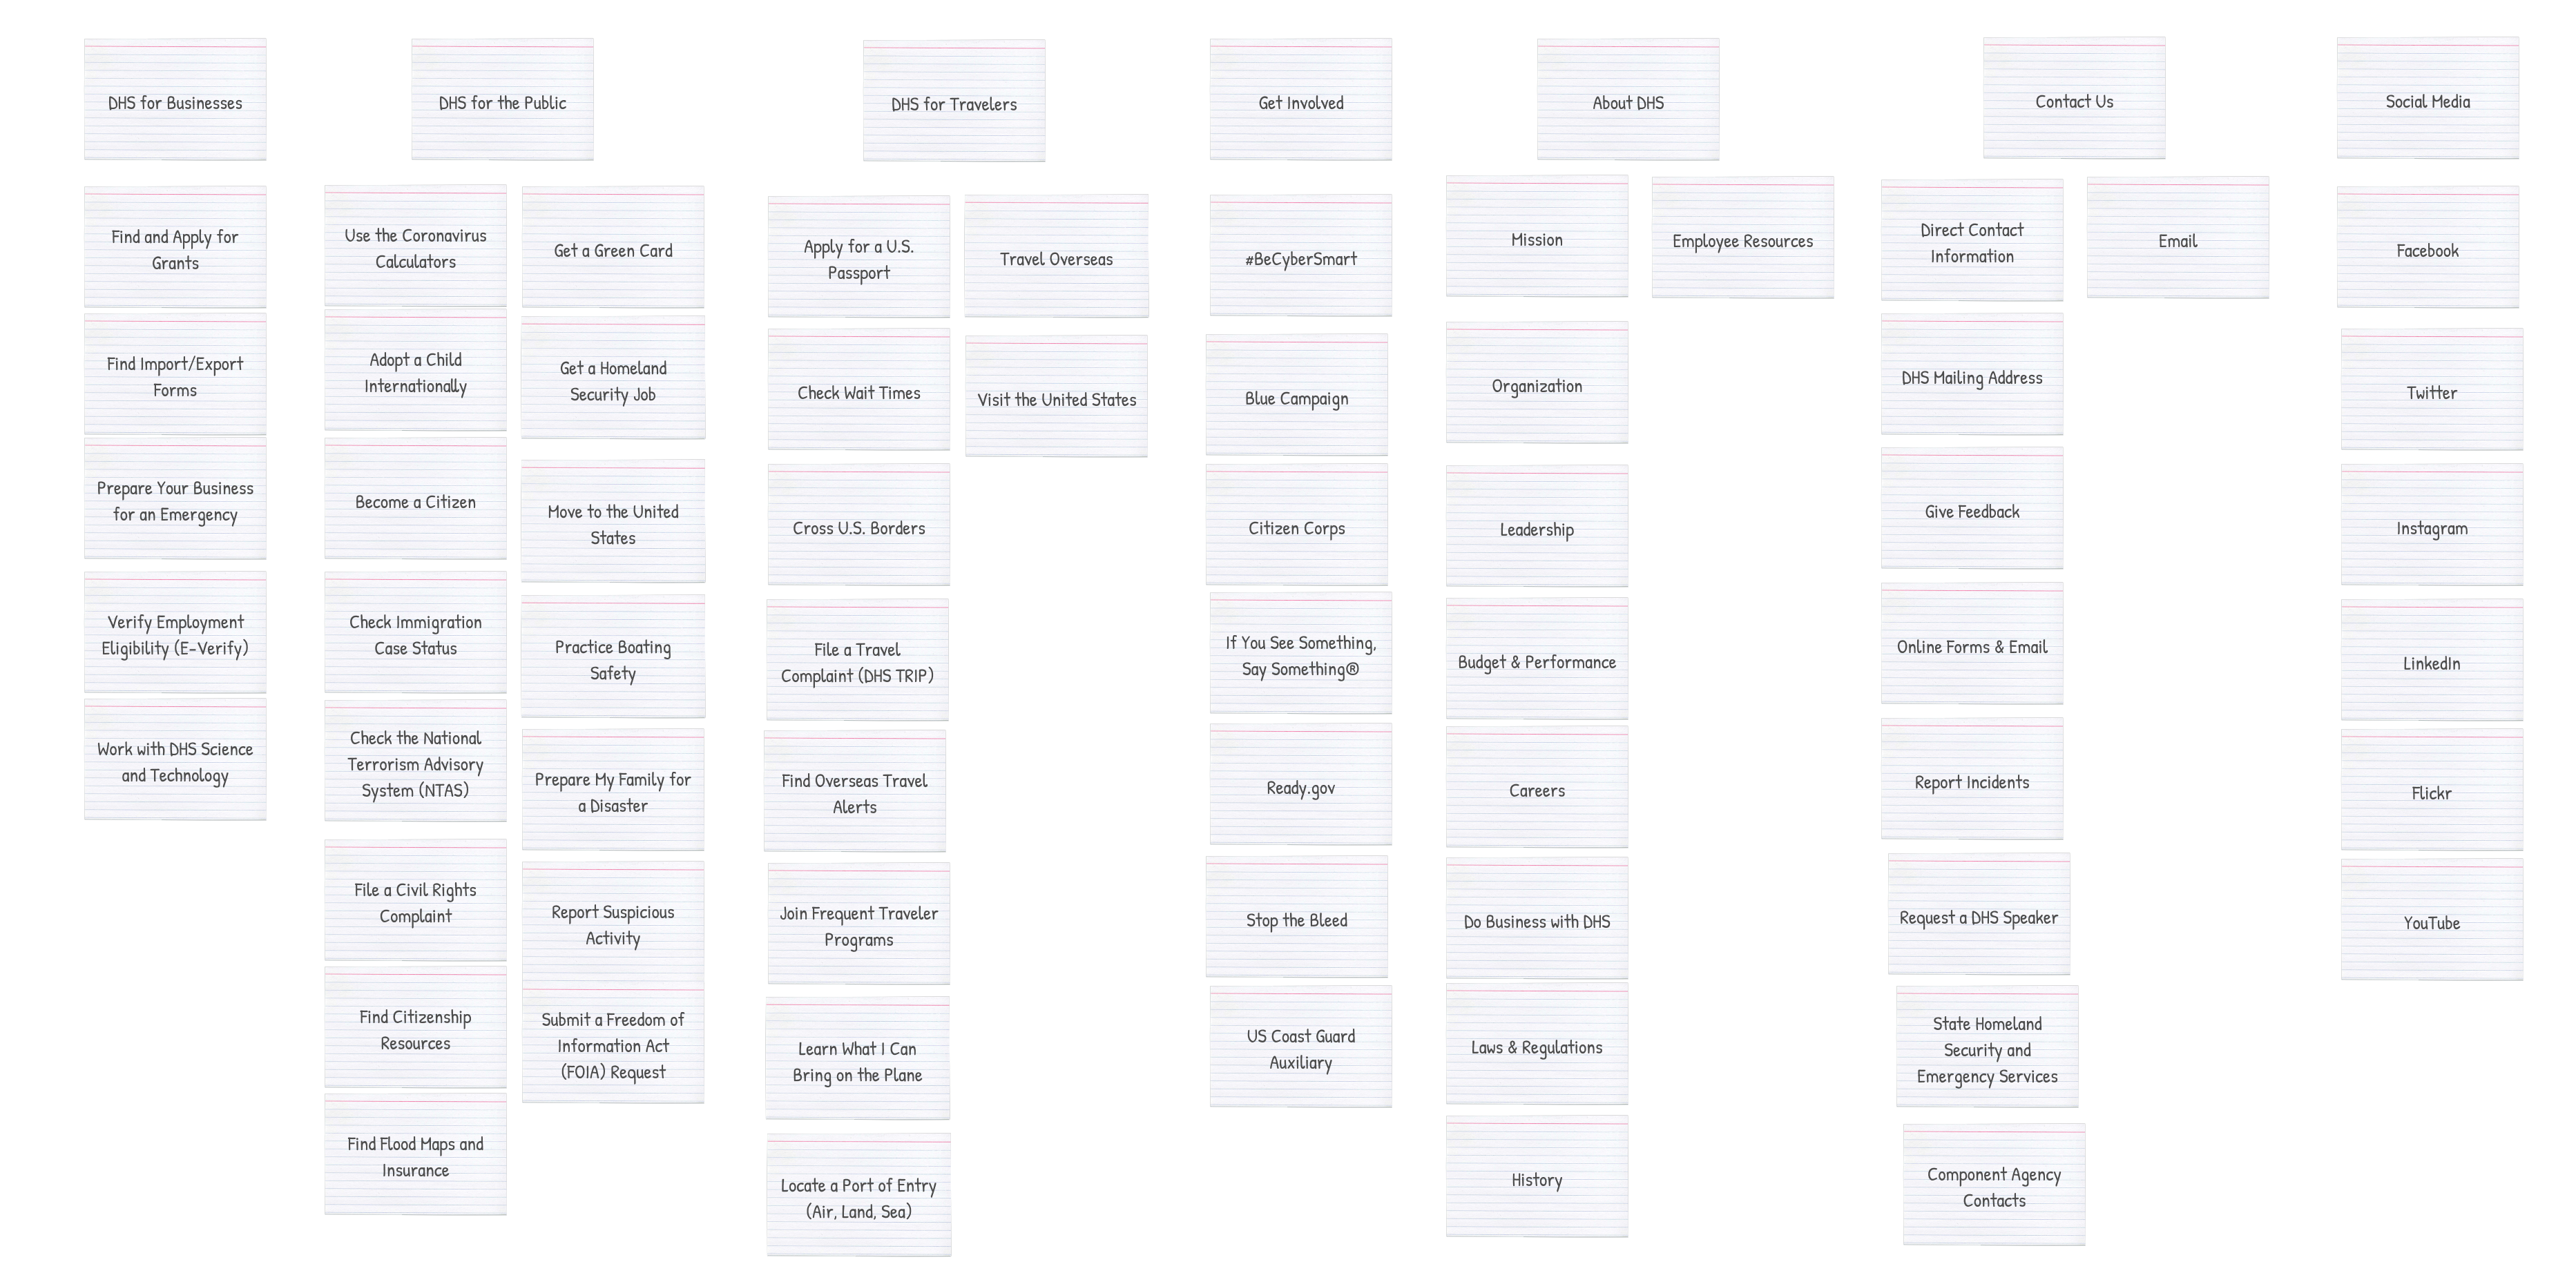 DHS for Businesses
Find and Apply for
Grants
Find Import/Export
Forms
Prepare Your Business
for an Emergency
Verify Employment
Eligibility (E-Verify)
Work with DHS Science
and Technology
DHS for the Public
Use the Coronavirus
Calculators
Adopt a Child
Internationally
Become a Citizen
Check Immigration
Case Status
Check the National
Terrorism Advisory
System (NTAS)
File a Civil Rights
Complaint
Find Citizenship
Resources
Find Flood Maps and
Insurance
Get a Green Card
Get a Homeland
Security Job
Move to the United
States
Practice Boating
Safety
Prepare My Family for
a Disaster
Report Suspicious
Activity
Submit a Freedom of
Information Act
(FOIA) Request
DHS for Travelers
Apply for a U.S.
Passport
Check Wait Times
Cross U.S. Borders
File a Travel
Complaint (DHS TRIP)
Find Overseas Travel
Alerts
Join Frequent Traveler
Programs
Learn What I Can
Bring on the Plane
Locate a Port of Entry
(Air, Land, Sea)
Travel Overseas
Visit the United States
Get Involved
#BeCyberSmart
Blue Campaign
Citizen Corps
If You See Something,
Say Something®
Ready.gov
Stop the Bleed
US Coast Guard
Auxiliary
About DHS
Mission
Organization
Leadership
Budget & Performance
Careers
Do Business with DHS
Laws & Regulations
History
Employee Resources
Contact Us
Direct Contact
Information
DHS Mailing Address
Give Feedback
Online Forms & Email
Report Incidents
Request a DHS Speaker
State Homeland
Security and
Emergency Services
Component Agency
Contacts
Email
Social Media
Facebook
Twitter
Instagram
LinkedIn
Flickr
YouTube